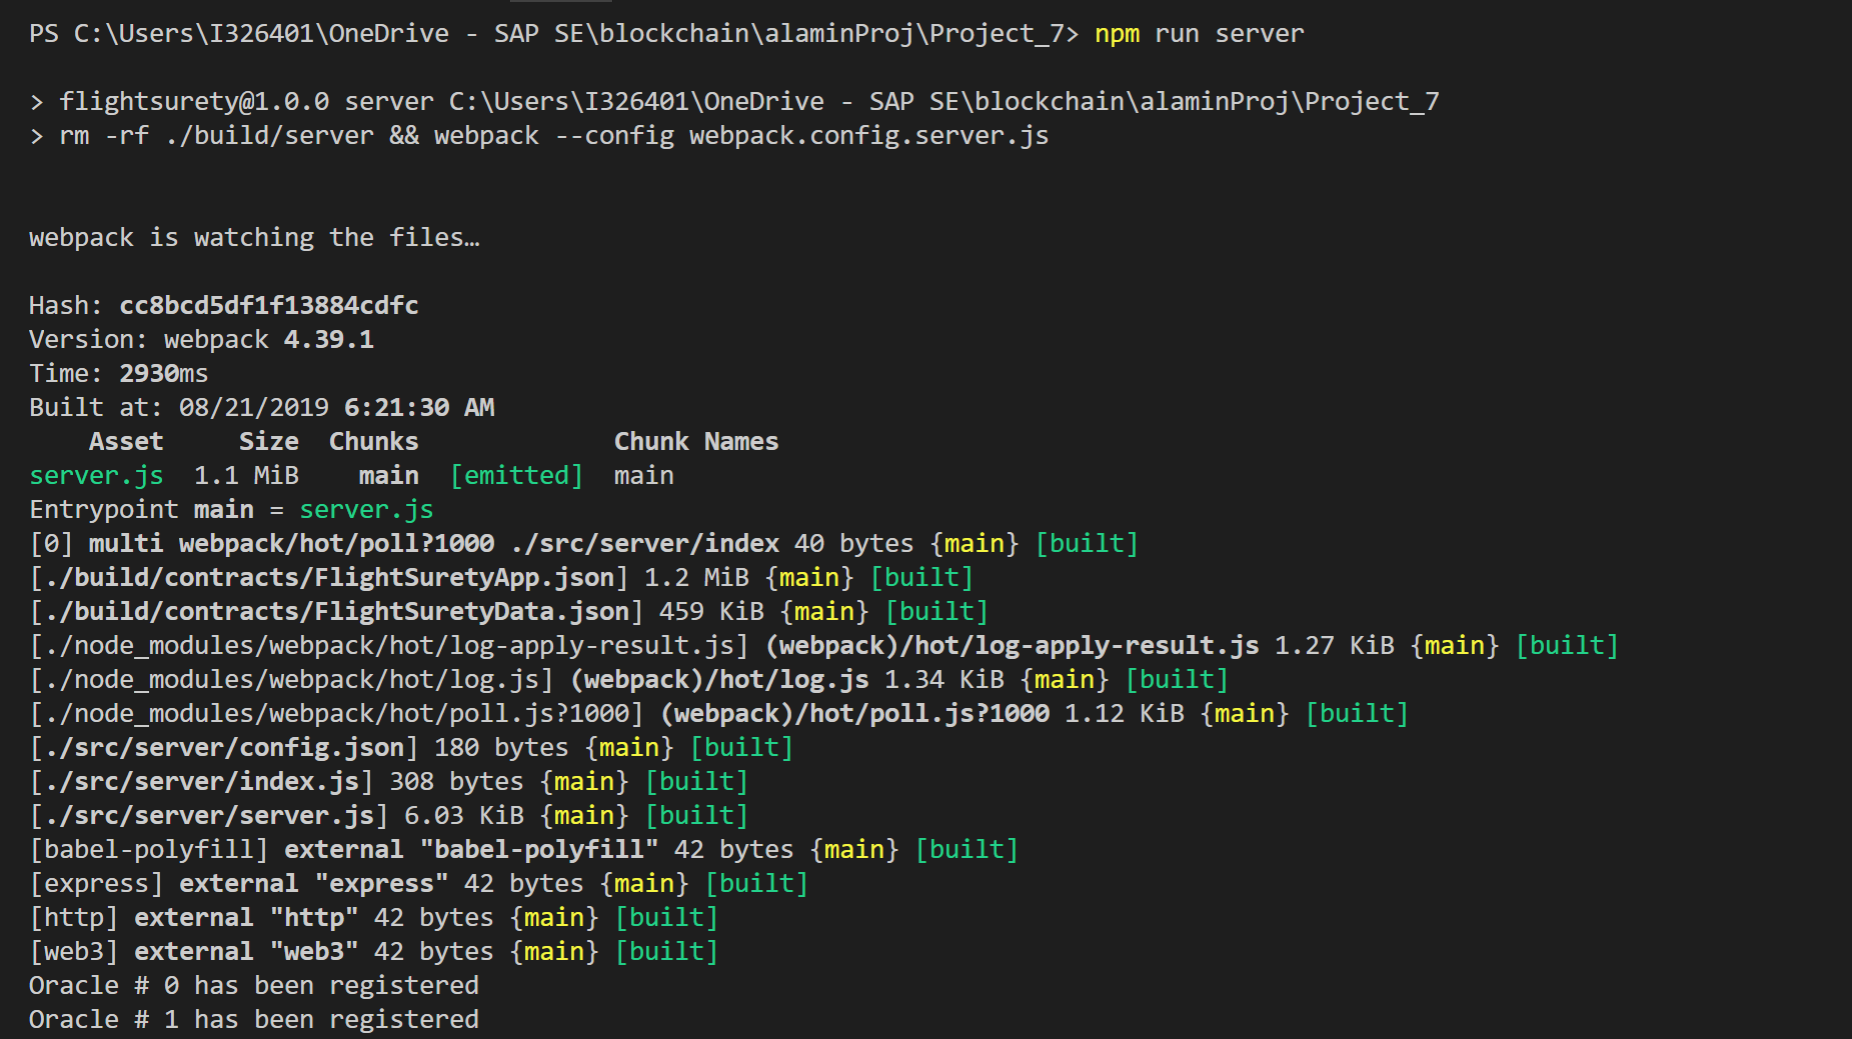 PS C:\Users\I326401\OneDrive - SAP SE\blockchain\alaminProj\Project_7> npm run server
> flightsurety@1.0.0 server C:\Users\I326401\OneDrive - SAP SE\blockchain\alaminProj\Project_7
> rm -rf ./build/server && webpack --config webpack.config.server.js
webpack is watching the files…
Hash: cc8bcd5df1f13884cdfc
Version: webpack 4.39.1
Time: 2930ms
Built at: 08/21/2019 6:21:30 AM
    Asset     Size  Chunks             Chunk Names
server.js  1.1 MiB    main  [emitted]  main
Entrypoint main = server.js
[0] multi webpack/hot/poll?1000 ./src/server/index 40 bytes {main} [built]
[./build/contracts/FlightSuretyApp.json] 1.2 MiB {main} [built]
[./build/contracts/FlightSuretyData.json] 459 KiB {main} [built]
[./node_modules/webpack/hot/log-apply-result.js] (webpack)/hot/log-apply-result.js 1.27 KiB {main} [built]
[./node_modules/webpack/hot/log.js] (webpack)/hot/log.js 1.34 KiB {main} [built]
[./node_modules/webpack/hot/poll.js?1000] (webpack)/hot/poll.js?1000 1.12 KiB {main} [built]
[./src/server/config.json] 180 bytes {main} [built]
[./src/server/index.js] 308 bytes {main} [built]
[./src/server/server.js] 6.03 KiB {main} [built]
[babel-polyfill] external "babel-polyfill" 42 bytes {main} [built]
[express] external "express" 42 bytes {main} [built]
[http] external "http" 42 bytes {main} [built]
[web3] external "web3" 42 bytes {main} [built]
Oracle # 0 has been registered
Oracle # 1 has been registered